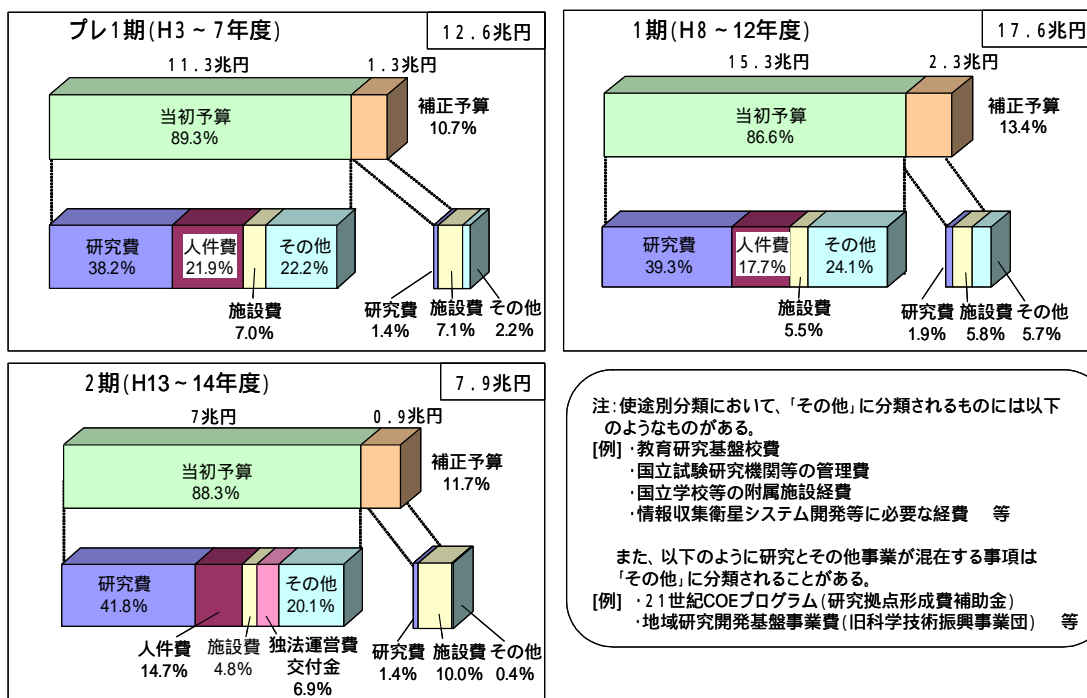 プレ1期(H3～7年度)
12.6兆円
11.3兆円
1.3兆円
当初予算
89.3%
補正予算
10.7%
研究費
38.2%
人件費
21.9%
その他
22.2%
施設費
7.0%
研究費
1.4%
施設費
7.1%
その他
2.2%
1期(H8～12年度)
17.6兆円
15.3兆円
2.3兆円
当初予算
86.6%
補正予算
13.4%
研究費
39.3%
人件費
17.7%
その他
24.1%
施設費
5.5%
研究費
1.9%
施設費
5.8%
その他
5.7%
2期(H13～14年度)
7.9兆円
7兆円
0.9兆円
当初予算
88.3%
補正予算
11.7%
研究費
41.8%
その他
20.1%
人件費
14.7%
施設費
4.8%
独法運営費
交付金
6.9%
研究費
1.4%
施設費
10.0%
その他
0.4%
注:使途別分類において、「その他」に分類されるものには以下
のようなものがある。
[例]・教育研究基盤校費
・国立試験研究機関等の管理費
・国立学校等の附属施設経費
・情報収集衛星システム開発等に必要な経費 等
また、以下のように研究とその他事業が混在する事項は
「その他」に分類されることがある。
[例]・21世紀COEプログラム(研究拠点形成費補助金)
・地域研究開発基盤事業費(旧科学技術振興事業団) 等